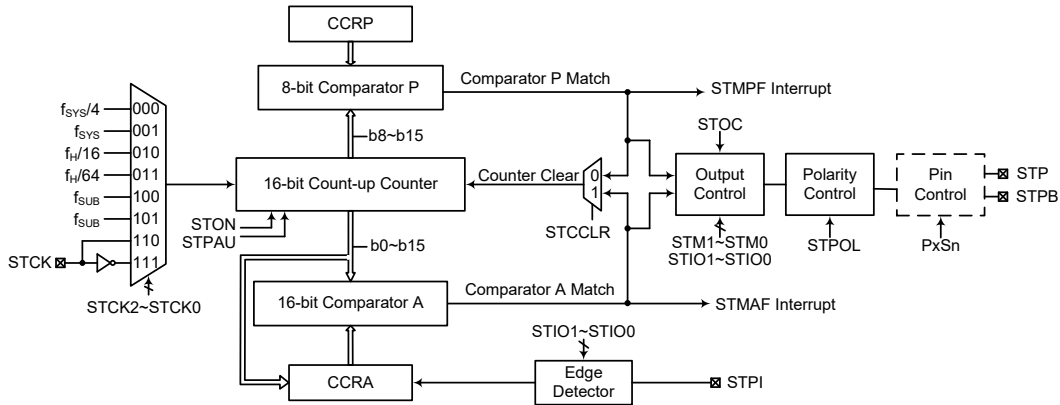 CCRP
8-bit Comparator P
Comparator P Match
STMPF Interrupt
b8~b15
fSYS/4
000
fSYS
001
fH/16
010
fH/64
011
fSUB
100
fSUB
101
110
111
STCK
STCK2~STCK0
16-bit Count-up Counter
STON
STPAU
Counter Clear
0
1
STCCLR
STOC
Output
Control
STM1~STM0
STIO1~STIO0
Polarity
Control
STPOL
Pin
Control
PxSn
STP
STPB
b0~b15
16-bit Comparator A
Comparator A Match
STMAF Interrupt
CCRA
STIO1~STIO0
Edge
Detector
STPI